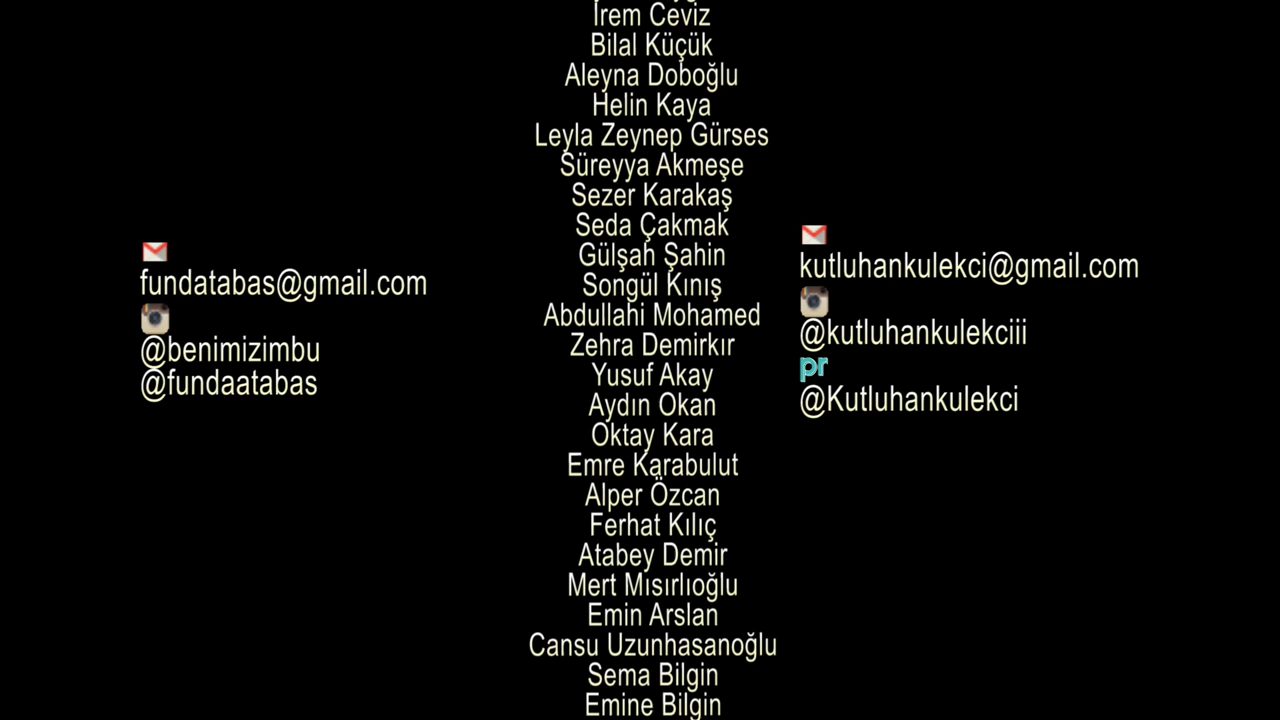 İrem Ceviz
Bilal Küçük
Aleyna Doboğlu
Helin Kaya
Leyla Zeynep Gürses
Süreyya Akmeşe
Sezer Karakaş
Seda Çakmak
Gülşah Şahin
Songül Kınış
Abdullahi Mohamed
Zehra Demirkır
Yusuf Akay
Aydın Okan
Oktay Kara
Emre Karabulut
Alper Özcan
Ferhat Kılıç
Atabey Demir
Mert Mısırlıoğlu
Emin Arslan
Cansu Uzunhasanoğlu
Sema Bilgin
Emine Bilgin
fundatabas@gmail.com
@benimizimbu
@fundaatabas
kutluhankulekci@gmail.com
@kutluhankulekciii
pr
@Kutluhankulekci